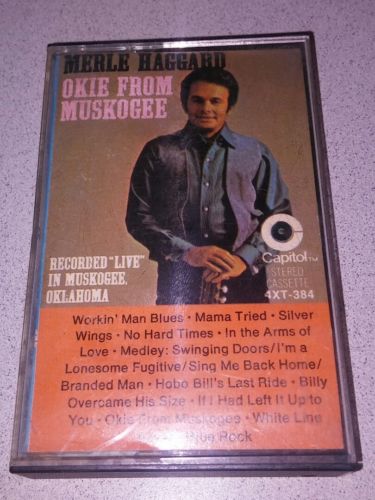 MERLE HAGGARD
OKIE FROM
MUSKOGEE
RECORDED "LIVE"
IN MUSKOGEE,
OKLAHOMA
Capitol™
STEREO
CASSETTE
4XT-384
Workin' Man Blues • Mama Tried • Silver
Wings • No Hard Times • In the Arms of
Love • Medley: Swinging Doors/I'm a
Lonesome Fugitive/Sing Me Back Home/
Branded Man • Hobo Bill's Last Ride • Billy
Overcame His Size • If I Had Left It Up to
You • Okie From Muskogee • White Line
Blue Rock